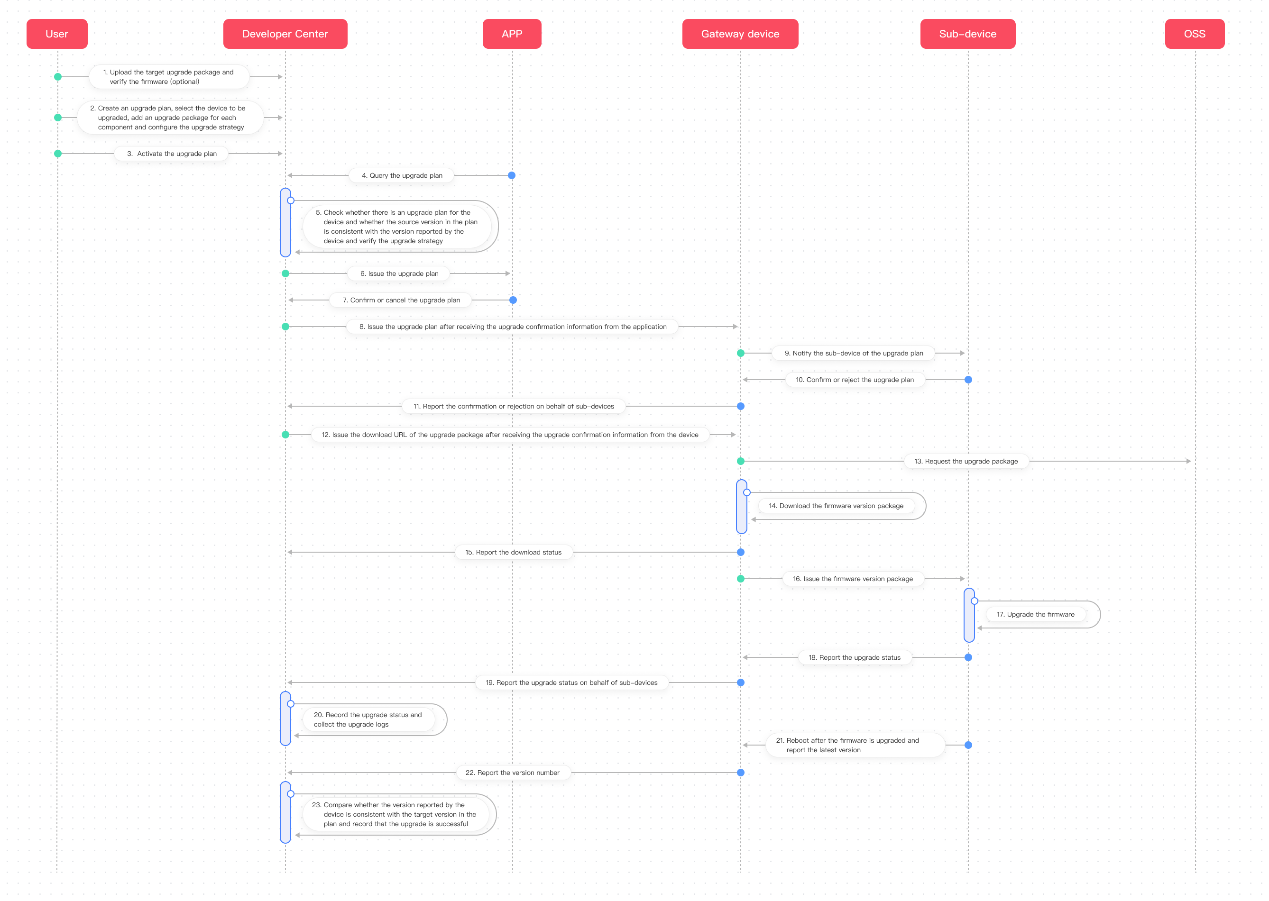 User
Developer Center
APP
Gateway device
Sub-device
OSS
1. Upload the target upgrade package and
verify the firmware (optional)
2. Create an upgrade plan, select the device to be
upgraded, add an upgrade package for each
component and configure the upgrade strategy
3. Activate the upgrade plan
4. Query the upgrade plan
5. Check whether there is an upgrade plan for the
device and whether the source version in the plan
is consistent with the version reported by the
device and verify the upgrade strategy
6. Issue the upgrade plan
7. Confirm or cancel the upgrade plan
8. Issue the upgrade plan after receiving the upgrade confirmation information from the application
9. Notify the sub-device of the upgrade plan
10. Confirm or reject the upgrade plan
11. Report the confirmation or rejection on behalf of sub-devices
12. Issue the download URL of the upgrade package after receiving the upgrade confirmation information from the device
13. Request the upgrade package
14. Download the firmware version package
15. Report the download status
16. Issue the firmware version package
17. Upgrade the firmware
18. Report the upgrade status
19. Report the upgrade status on behalf of sub-devices
20. Record the upgrade status and
collect the upgrade logs
21. Reboot after the firmware is upgraded and
report the latest version
22. Report the version number
23. Compare whether the version reported by the
device is consistent with the target version in the
plan and record that the upgrade is successful